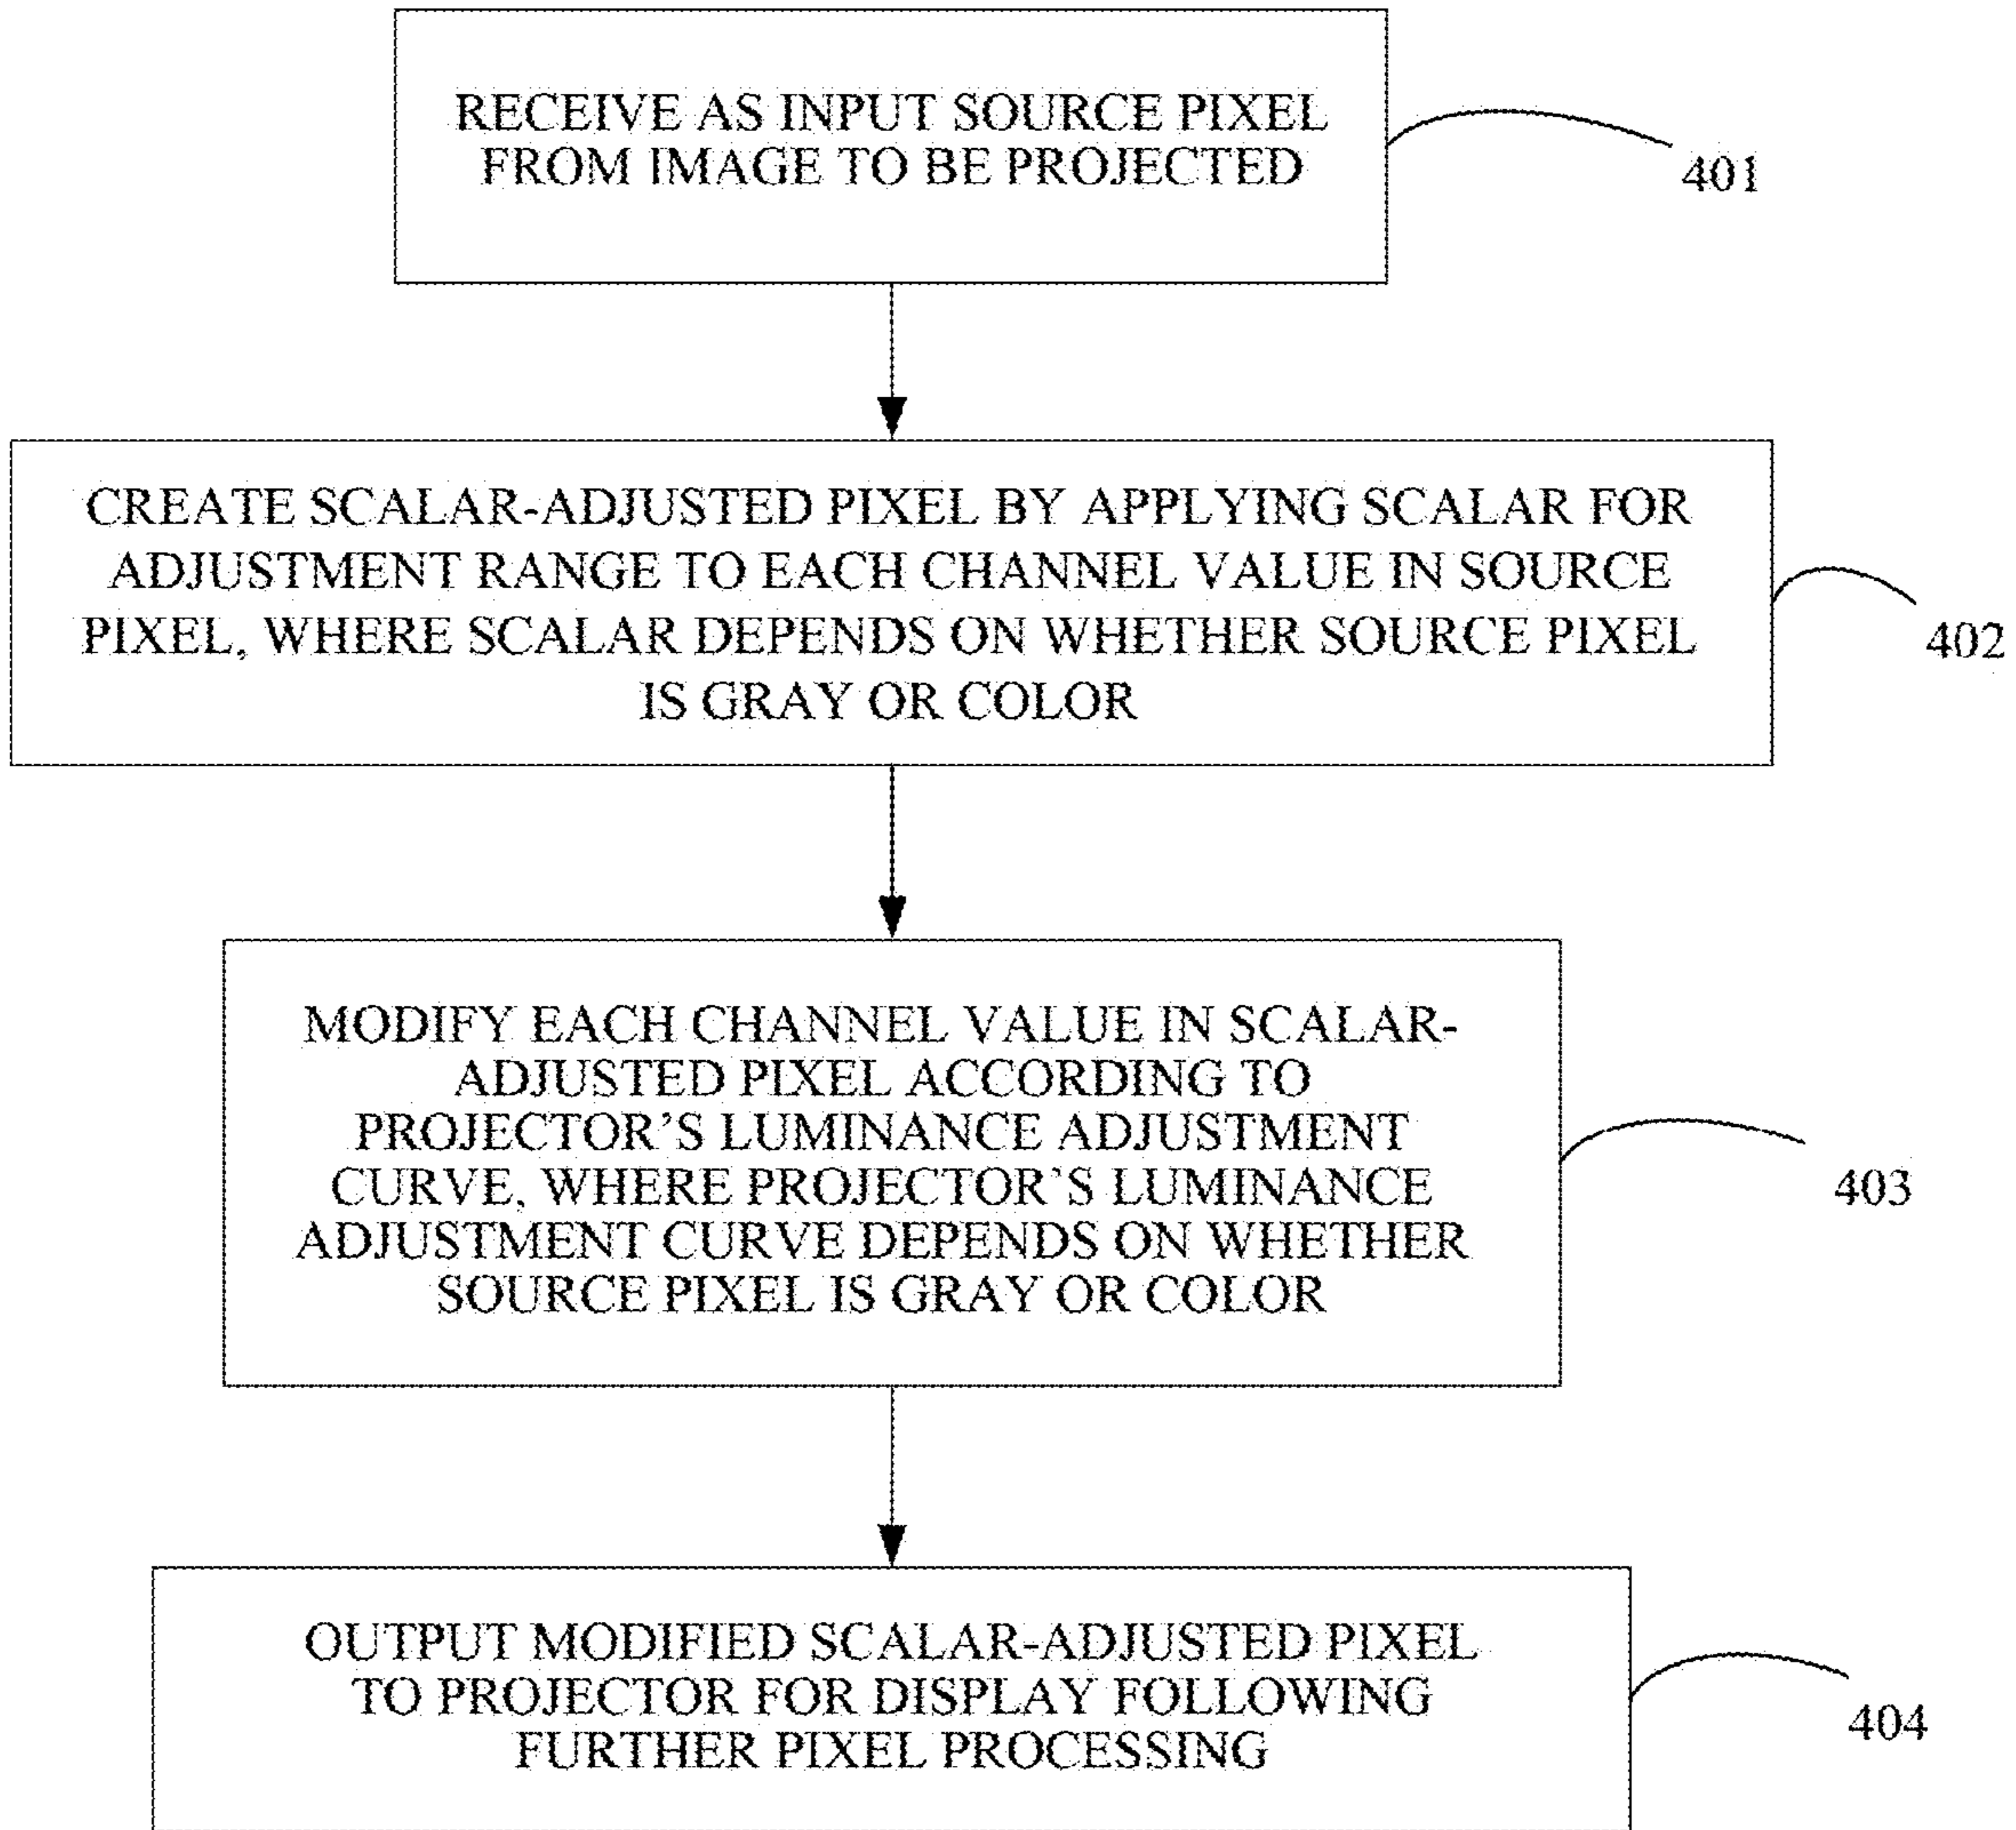 RECEIVE AS INPUT SOURCE PIXEL
FROM IMAGE TO BE PROJECTED
401
CREATE SCALAR-ADJUSTED PIXEL BY APPLYING SCALAR FOR
ADJUSTMENT RANGE TO EACH CHANNEL VALUE IN SOURCE
PIXEL, WHERE SCALAR DEPENDS ON WHETHER SOURCE PIXEL
IS GRAY OR COLOR
402
MODIFY EACH CHANNEL VALUE IN SCALAR-
ADJUSTED PIXEL ACCORDING TO
PROJECTOR'S LUMINANCE ADJUSTMENT
CURVE, WHERE PROJECTOR'S LUMINANCE
ADJUSTMENT CURVE DEPENDS ON WHETHER
SOURCE PIXEL IS GRAY OR COLOR
403
OUTPUT MODIFIED SCALAR-ADJUSTED PIXEL
TO PROJECTOR FOR DISPLAY FOLLOWING
FURTHER PIXEL PROCESSING
404